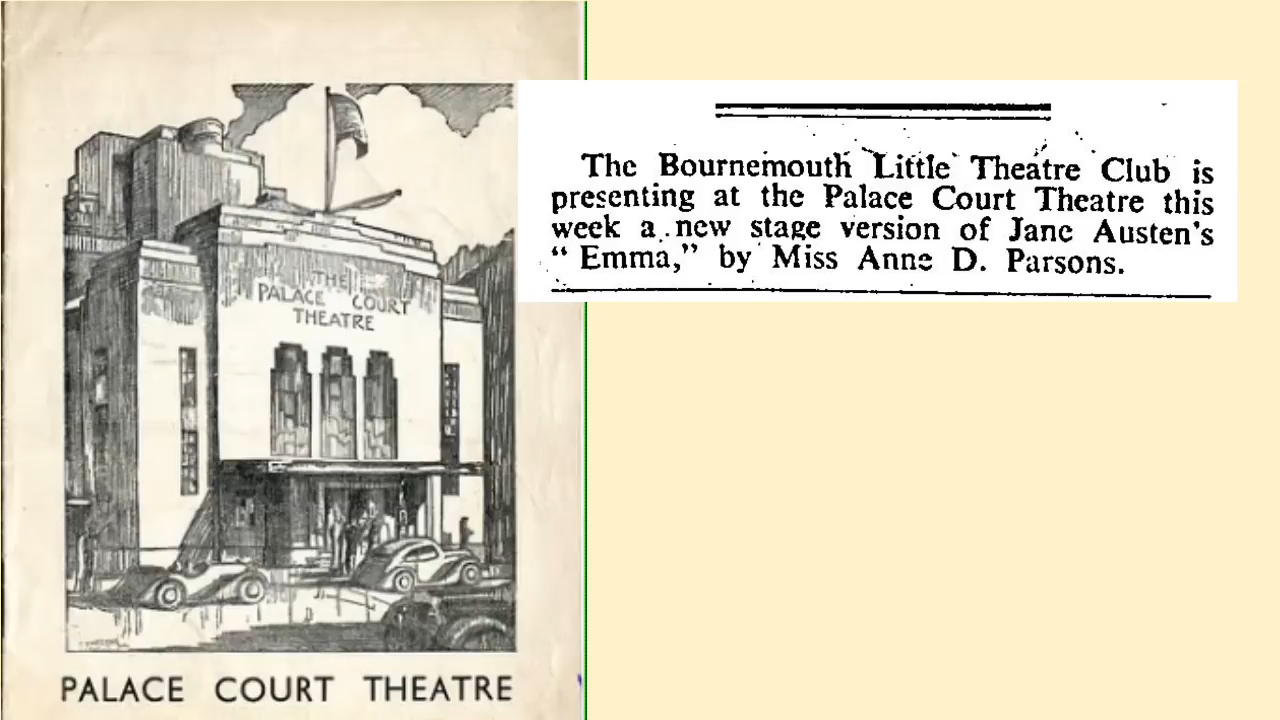 THE
PALACE COURT
THEATRE
PALACE COURT THEATRE
The Bournemouth Little Theatre Club is
presenting at the Palace Court Theatre this
week a new stage version of Jane Austen's
“ Emma,” by Miss Anne D. Parsons.